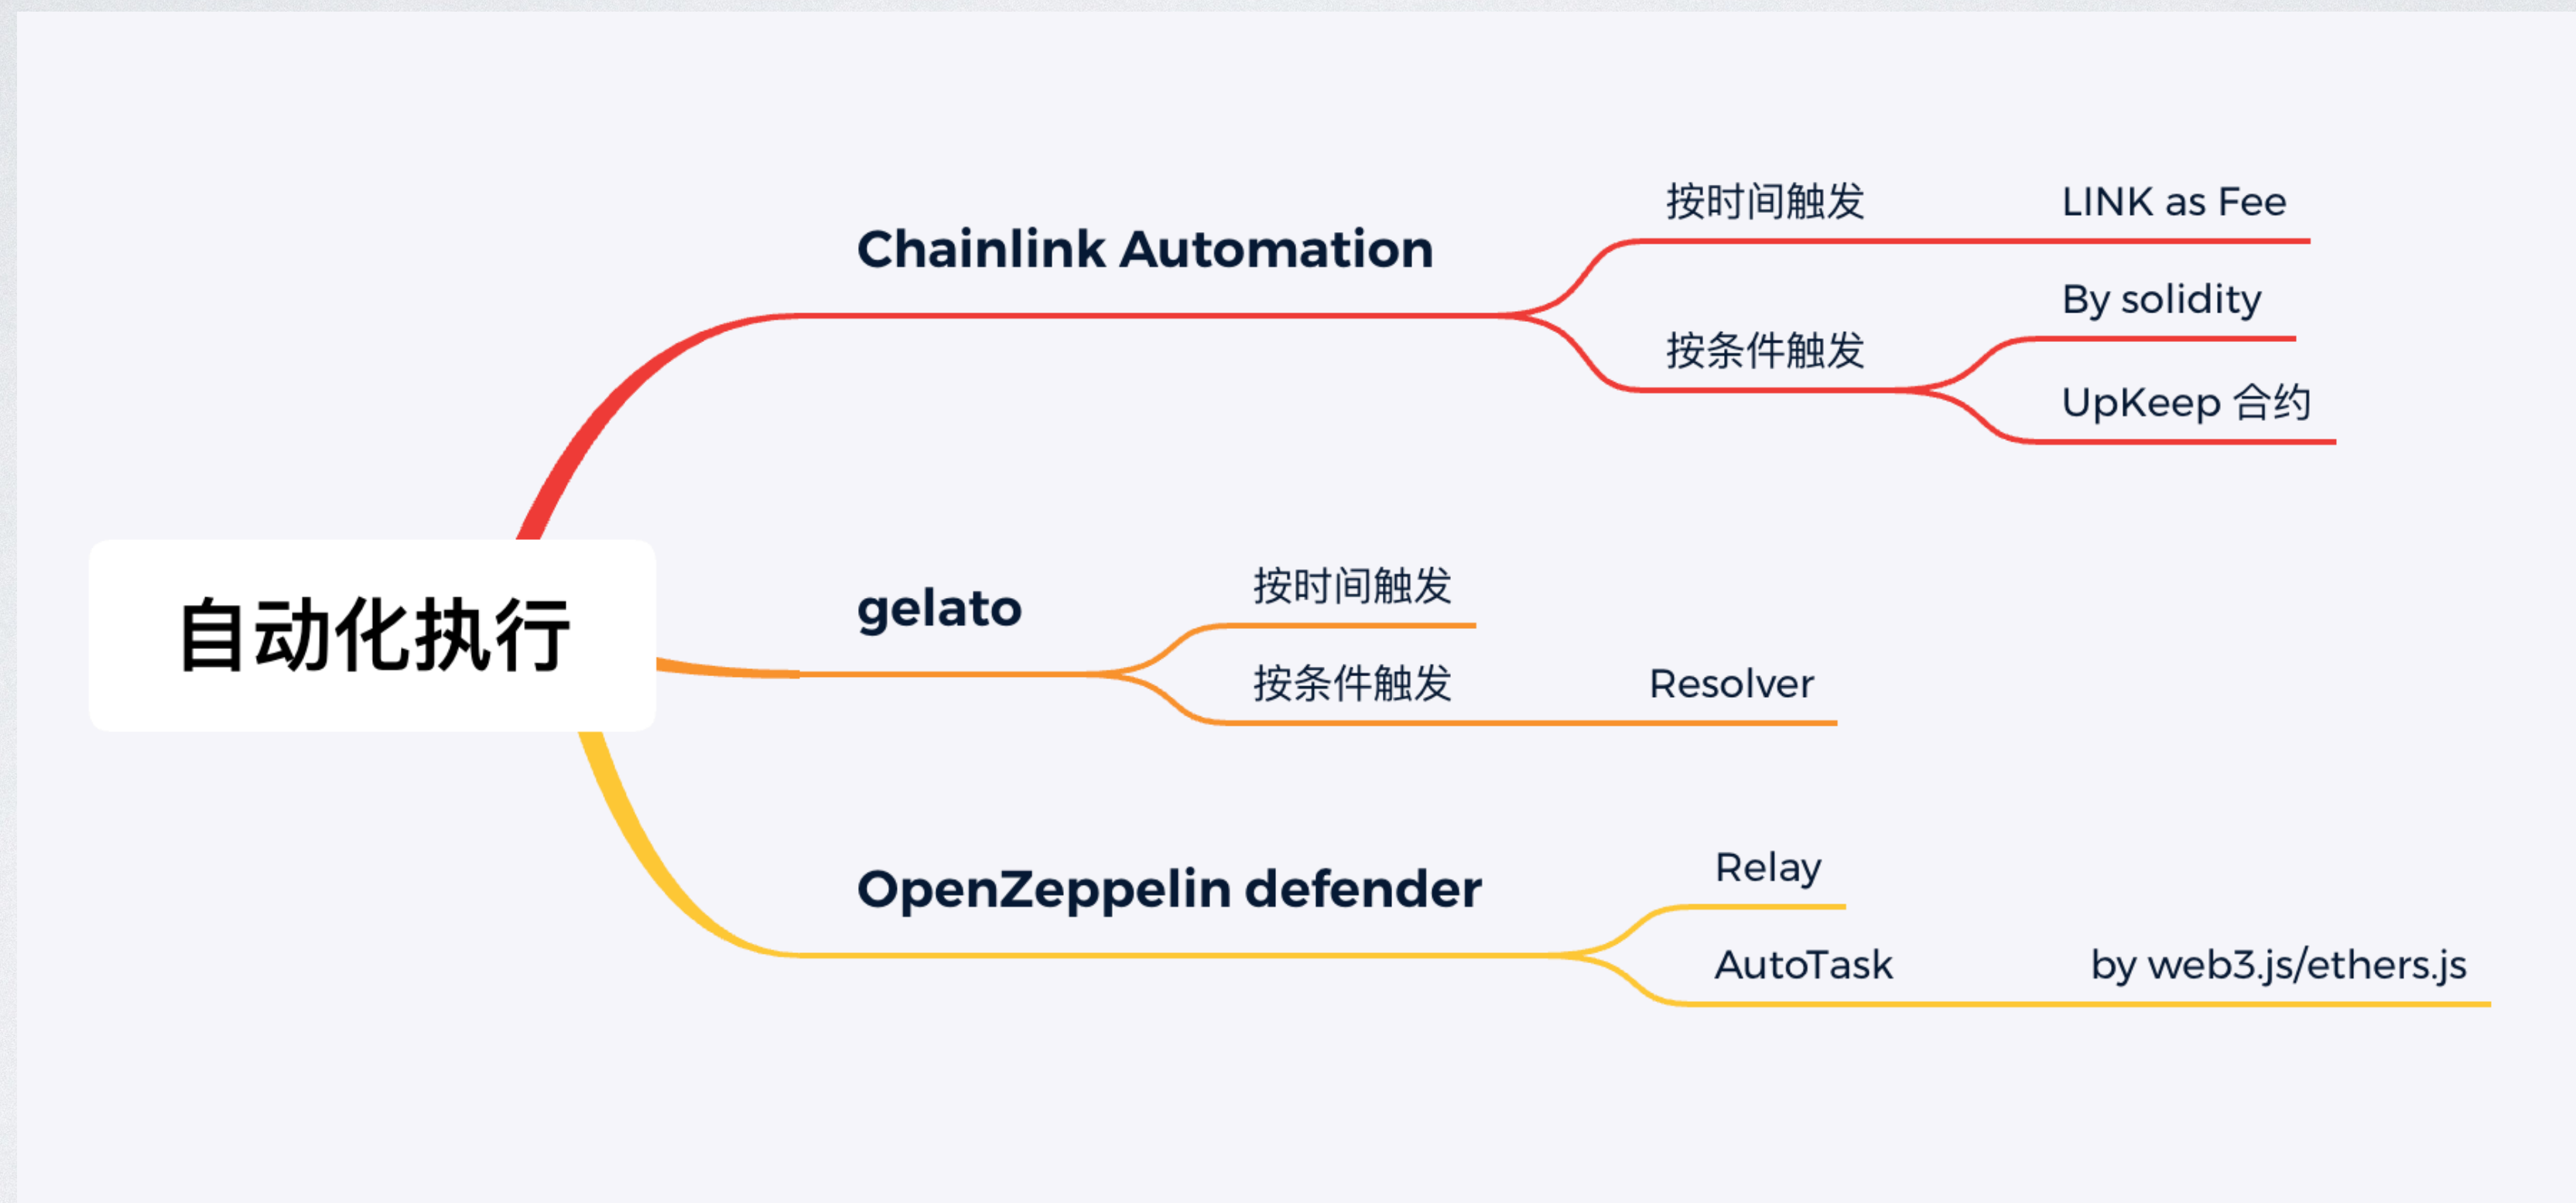 自动化执行
Chainlink Automation
按时间触发
LINK as Fee
按条件触发
By solidity
UpKeep 合约
gelato
按时间触发
按条件触发
Resolver
OpenZeppelin defender
Relay
AutoTask
by web3.js/ethers.js